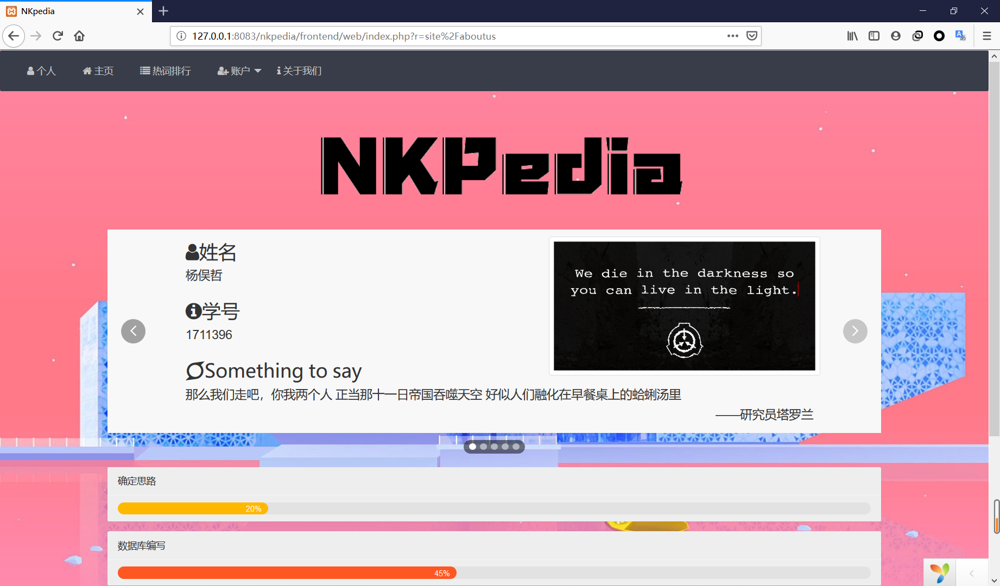 NKpedia
127.0.0.1:8083/nkpedia/frontend/web/index.php?r=site%2Faboutus
个人 主页 热词排行 账户 关于我们
NKPedia
姓名
杨俣哲
学号
1711396
Something to say
那么我们走吧，你我两个人 正当那十一日帝国吞噬天空 好似人们融化在早餐桌上的蛤蜊汤里
——研究员塔罗兰
We die in the darkness so
you can live in the light.
确定思路
20%
数据库编写
45%